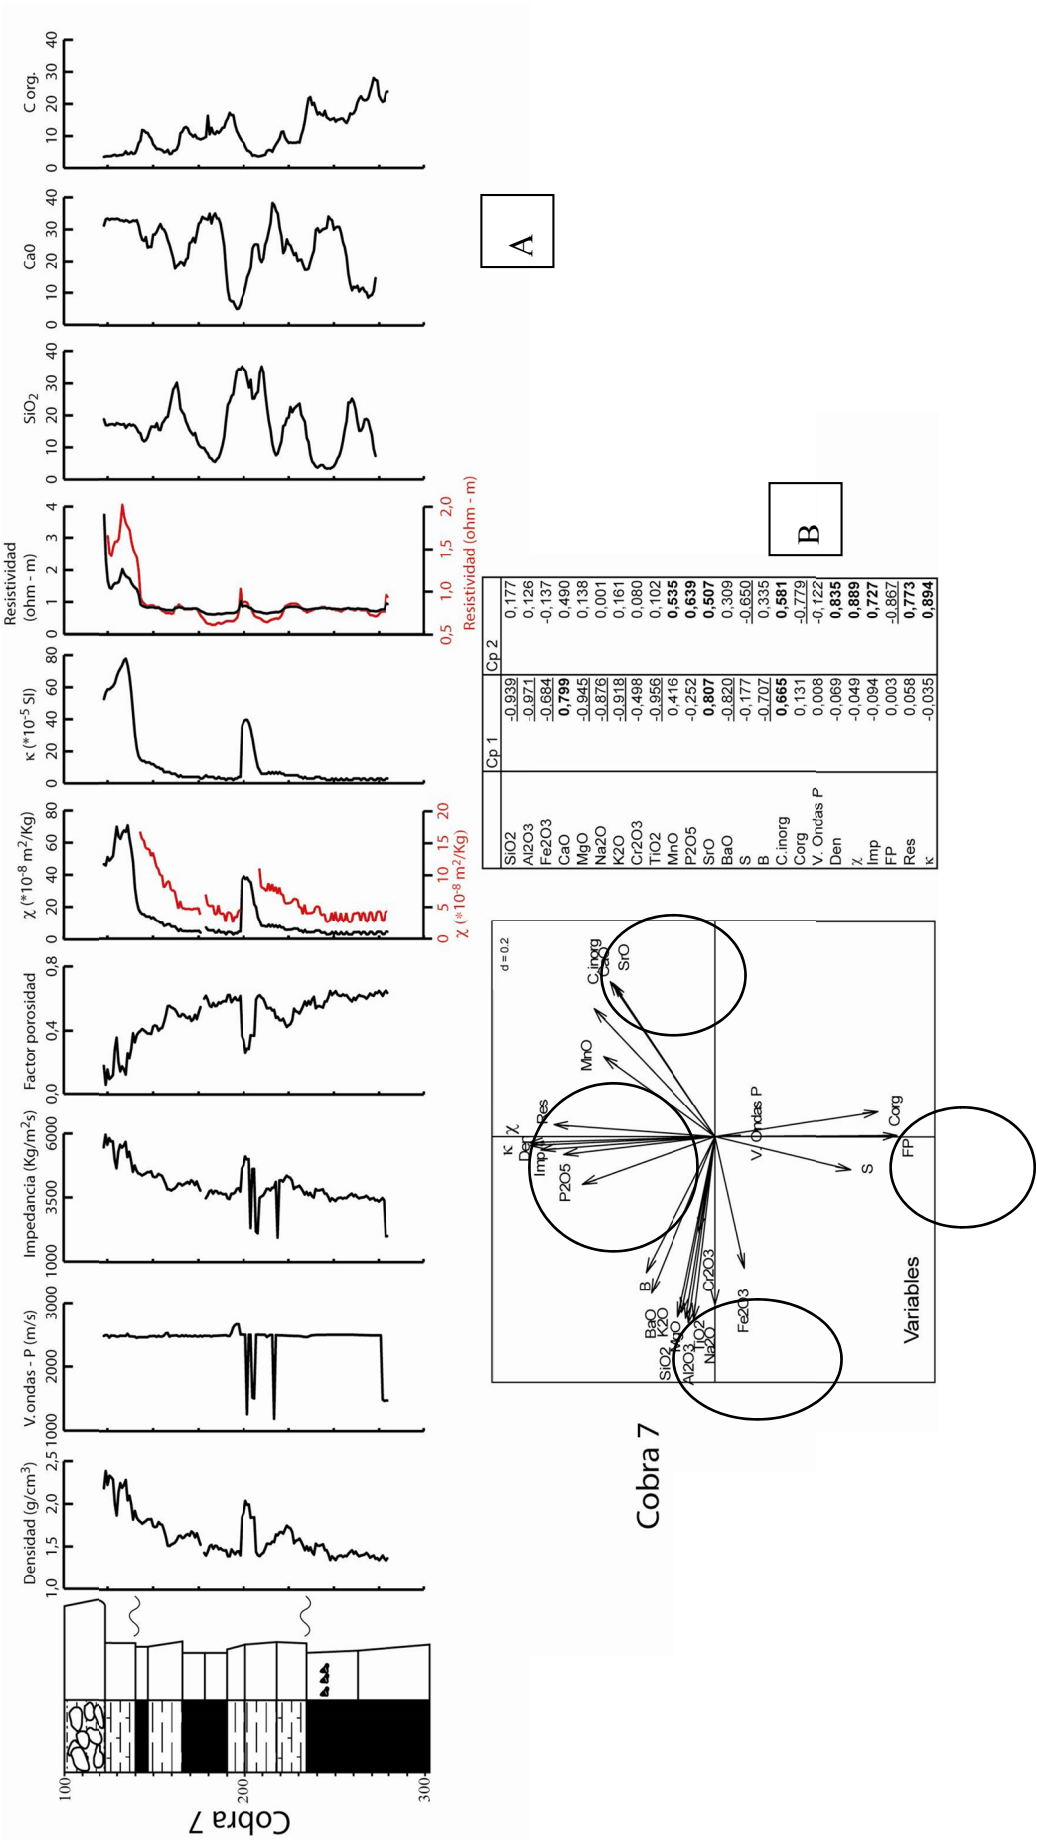 Cobra 7
100
200
300
Densidad (g/cm³)
1,0
1,5
2,0
2,5
V. ondas - P (m/s)
1000
2000
3000
Impedancia (Kg/m²s)
1000
3500
6000
Factor porosidad
0,0
0,4
0,8
χ (*10⁻⁸ m²/Kg)
0
20
40
60
80
χ (*10⁻⁸ m²/Kg)
0
5
10
15
20
κ (*10⁻⁵ SI)
0
20
40
60
80
Resistividad
(ohm - m)
0
1
2
3
4
Resistividad (ohm - m)
0,5
1,0
1,5
2,0
SiO₂
0
10
20
30
40
Ca0
0
10
20
30
40
C org.
0
10
20
30
40
A
Cobra 7
d = 0.2
κ χ
Den
Res
Imp
P2O5
MnO
C.inorg
CaO
SrO
B
BaO
K2O
SiO2
MgO
Al2O3
TiO2
Na2O
Cr2O3
Fe2O3
V. Ondas P
S
Corg
FP
Variables
Cp 1 Cp 2
SiO2 -0,939 0,177
Al2O3 -0,971 0,126
Fe2O3 -0,684 -0,137
CaO 0,799 0,490
MgO -0,945 0,138
Na2O -0,876 0,001
K2O -0,918 0,161
Cr2O3 -0,498 0,080
TiO2 -0,956 0,102
MnO 0,416 0,535
P2O5 -0,252 0,639
SrO 0,807 0,507
BaO -0,820 0,309
S -0,177 -0,650
B -0,707 0,335
C.inorg 0,665 0,581
Corg 0,131 -0,779
V. Ondas P 0,008 -0,122
Den -0,069 0,835
χ -0,049 0,889
Imp -0,094 0,727
FP 0,003 -0,867
Res 0,058 0,773
κ -0,035 0,894
B